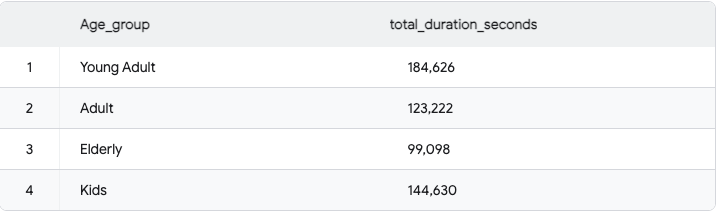 Age_group total_duration_seconds
1 Young Adult 184,626
2 Adult 123,222
3 Elderly 99,098
4 Kids 144,630